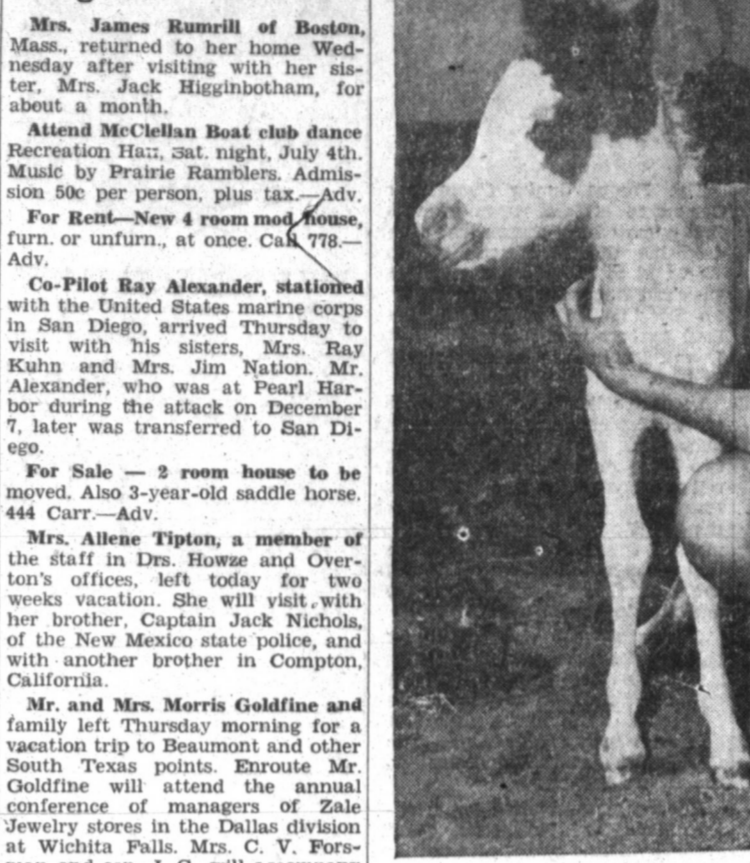 Mrs. James Rumrill of Boston,
Mass., returned to her home Wed-
nesday after visiting with her sis-
ter, Mrs. Jack Higginbotham, for
about a month.
Attend McClellan Boat club dance
Recreation Sat. night, July 4th.
Music by Prairie Ramblers. Admis-
sion 50c per person, plus tax.—Adv.
For Rent—New 4 room mod house,
furn. or unfurn., at once. Call 778.—
Adv.
Co-Pilot Ray Alexander, stationed
with the United States marine corps
in San Diego, arrived Thursday to
visit with his sisters, Mrs. Ray
Kuhn and Mrs. Jim Nation. Mr.
Alexander, who was at Pearl Har-
bor during the attack on December
7, later was transferred to San Di-
ego.
For Sale — 2 room house to be
moved. Also 3-year-old saddle horse.
444 Carr.—Adv.
Mrs. Allene Tipton, a member of
the staff in Drs. Howze and Over-
ton's offices, left today for two
weeks vacation. She will visit with
her brother, Captain Jack Nichols,
of the New Mexico state police, and
with another brother in Compton,
California.
Mr. and Mrs. Morris Goldfine and
family left Thursday morning for a
vacation trip to Beaumont and other
South Texas points. Enroute Mr.
Goldfine will attend the annual
conference of managers of Zale
Jewelry stores in the Dallas division
at Wichita Falls. Mrs. C. V. Fors-